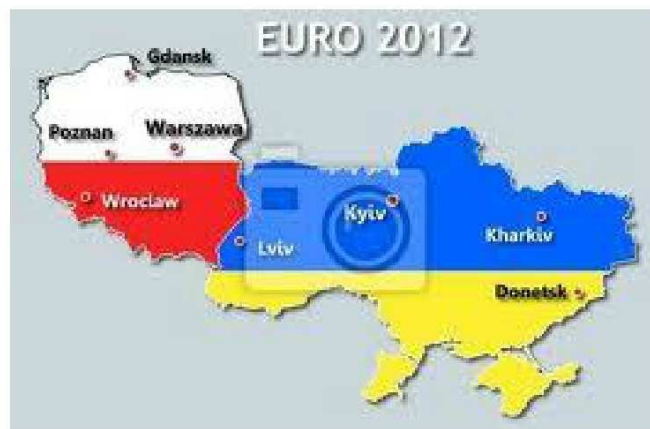 EURO 2012
Gdansk
Poznan Warszawa
Wroclaw
Kyiv
Kharkiv
Lviv
Donetsk